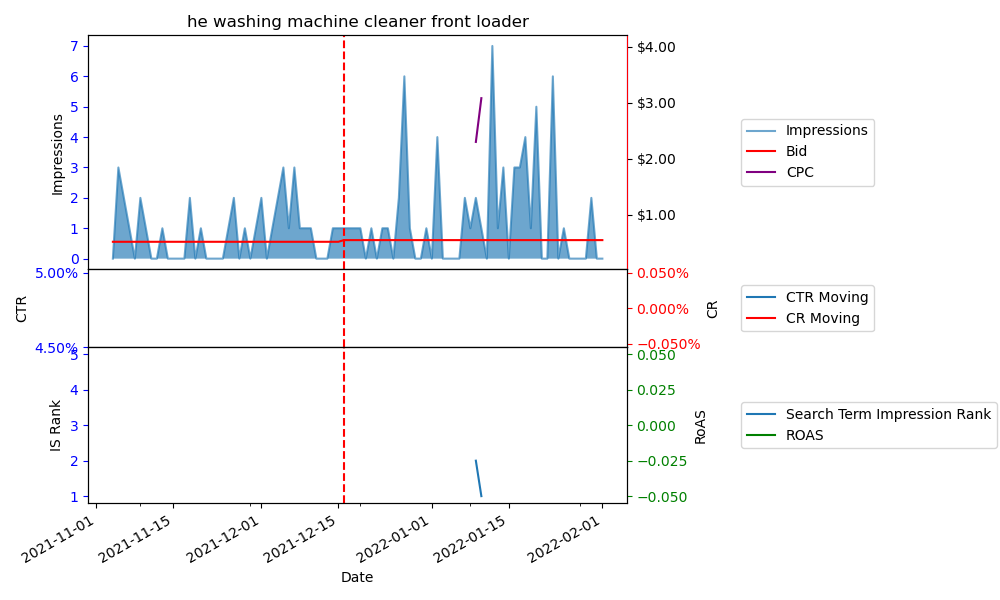 he washing machine cleaner front loader
Impressions
7
6
5
4
3
2
1
0
$4.00
$3.00
$2.00
$1.00
Impressions
Bid
CPC
CTR
5.00%
4.50%
0.050%
0.000%
−0.050%
CR
CTR Moving
CR Moving
IS Rank
5
4
3
2
1
0.050
0.025
0.000
−0.025
−0.050
RoAS
Search Term Impression Rank
ROAS
2021-11-01
2021-11-15
2021-12-01
2021-12-15
2022-01-01
2022-01-15
2022-02-01
Date